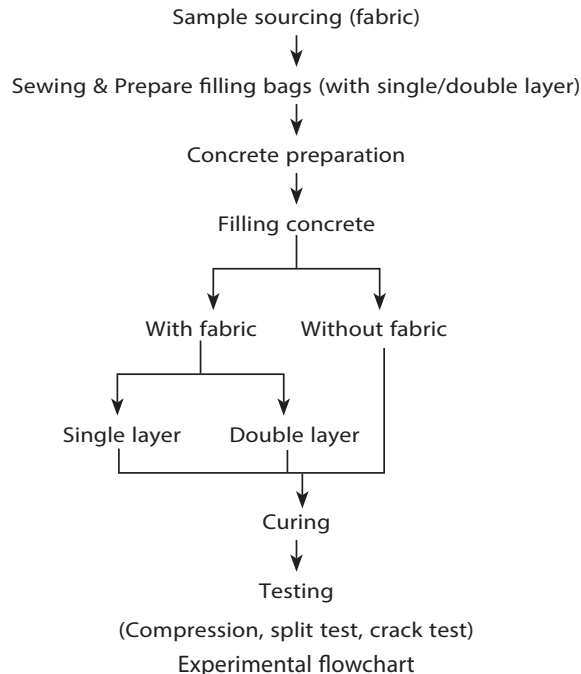 Sample sourcing (fabric)
Sewing & Prepare filling bags (with single/double layer)
Concrete preparation
Filling concrete
With fabric
Without fabric
Single layer
Double layer
Curing
Testing
(Compression, split test, crack test)
Experimental flowchart